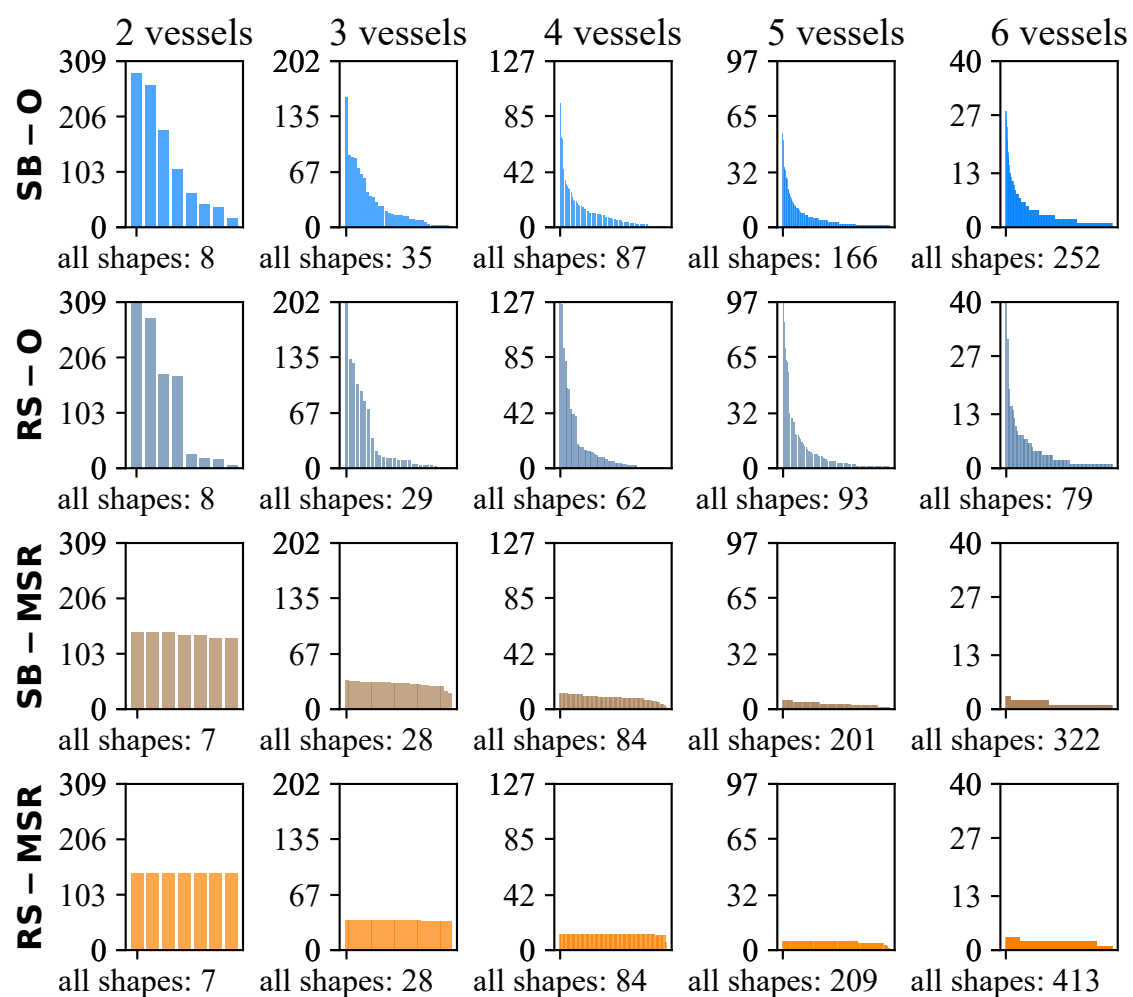 2 vessels 3 vessels 4 vessels 5 vessels 6 vessels
SB – O
309 202 127 97 40
206 135 85 65 27
103 67 42 32 13
0 0 0 0 0
all shapes: 8 all shapes: 35 all shapes: 87 all shapes: 166 all shapes: 252
RS – O
309 202 127 97 40
206 135 85 65 27
103 67 42 32 13
0 0 0 0 0
all shapes: 8 all shapes: 29 all shapes: 62 all shapes: 93 all shapes: 79
SB – MSR
309 202 127 97 40
206 135 85 65 27
103 67 42 32 13
0 0 0 0 0
all shapes: 7 all shapes: 28 all shapes: 84 all shapes: 201 all shapes: 322
RS – MSR
309 202 127 97 40
206 135 85 65 27
103 67 42 32 13
0 0 0 0 0
all shapes: 7 all shapes: 28 all shapes: 84 all shapes: 209 all shapes: 413